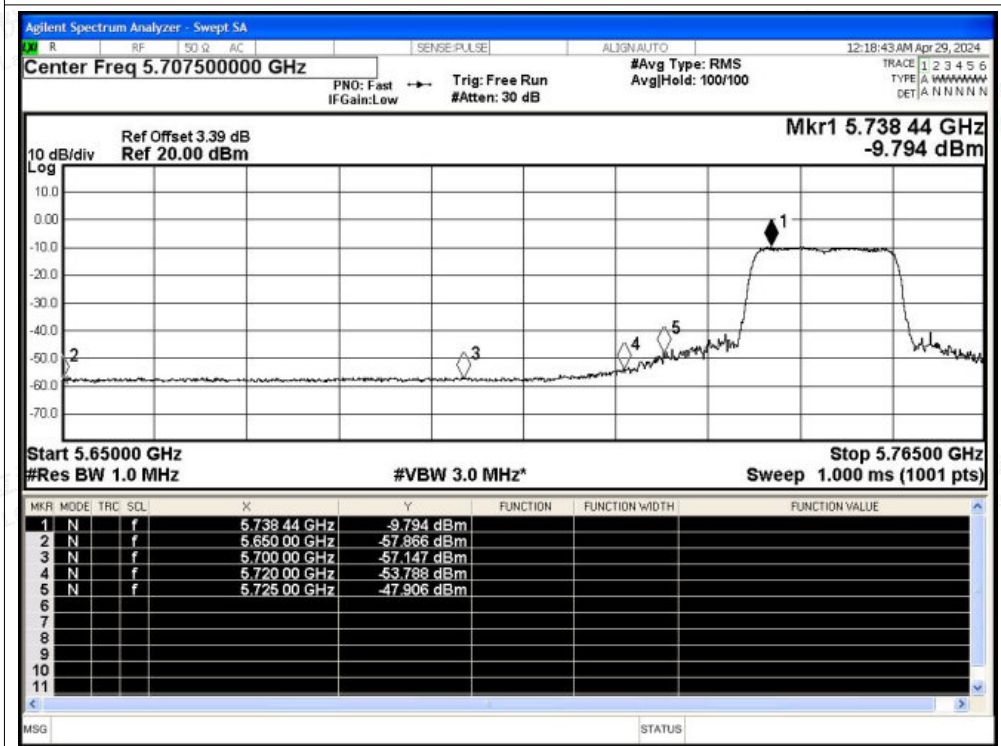 Agilent Spectrum Analyzer - Swept SA
LXI R RF 50 Ω AC SENSE:PULSE ALIGN AUTO 12:18:43 AM Apr 29, 2024
Center Freq 5.707500000 GHz #Avg Type: RMS TRACE 1 2 3 4 5 6
PNO: Fast Trig: Free Run Avg|Hold: 100/100 TYPE A WWWWW
IFGain:Low #Atten: 30 dB DET A N N N N N
Mkr1 5.738 44 GHz
Ref Offset 3.39 dB
10 dB/div Ref 20.00 dBm -9.794 dBm
Log
10.0
0.00
-10.0
-20.0
-30.0
-40.0
-50.0
-60.0
-70.0
1
2
3
4
5
Start 5.65000 GHz Stop 5.76500 GHz
#Res BW 1.0 MHz #VBW 3.0 MHz* Sweep 1.000 ms (1001 pts)
MKR MODE TRC SCL X Y FUNCTION FUNCTION WIDTH FUNCTION VALUE
1 N f 5.738 44 GHz -9.794 dBm
2 N f 5.650 00 GHz -57.866 dBm
3 N f 5.700 00 GHz -57.147 dBm
4 N f 5.720 00 GHz -53.788 dBm
5 N f 5.725 00 GHz -47.906 dBm
6
7
8
9
10
11
MSG STATUS